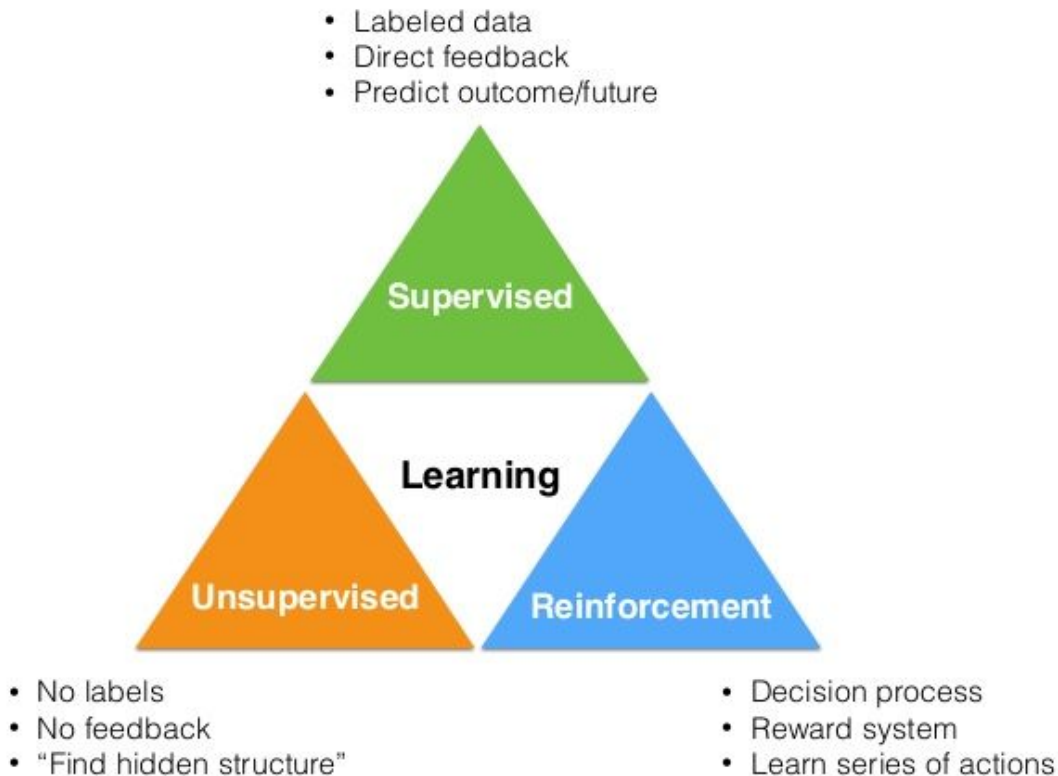 • Labeled data
• Direct feedback
• Predict outcome/future
Supervised
Learning
Unsupervised
Reinforcement
• No labels
• No feedback
• “Find hidden structure”
• Decision process
• Reward system
• Learn series of actions